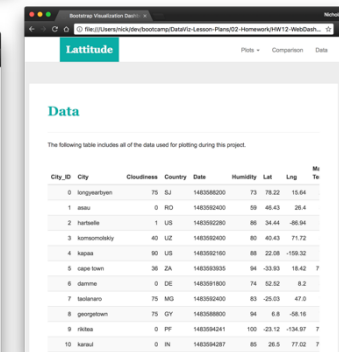 Bootstrap Visualization Dashb
Nichol
file:///Users/nick/dev/bootcamp/DataViz-Lesson-Plans/02-Homework/HW12-WebDash...
Lattitude Plots Comparison Data
Data
The following table includes all of the data used for plotting during this project.
Ma
City_ID City Cloudiness Country Date Humidity Lat Lng Te
0 longyearbyen 75 SJ 1483588200 73 78.22 15.64
1 asau 0 RO 1483592400 59 46.43 26.4
2 hartselle 1 US 1483592280 86 34.44 -86.94
3 komsomolskiy 40 UZ 1483592400 80 40.43 71.72
4 kapaa 90 US 1483592160 88 22.08 -159.32
5 cape town 36 ZA 1483593935 94 -33.93 18.42 7
6 damme 0 DE 1483591800 74 52.52 8.2
7 taolanaro 75 MG 1483592400 83 -25.03 47.0
8 georgetown 75 GY 1483588800 94 6.8 -58.16
9 rikitea 0 PF 1483594241 100 -23.12 -134.97 7
10 karaul 0 IN 1483594287 85 26.5 77.02 7